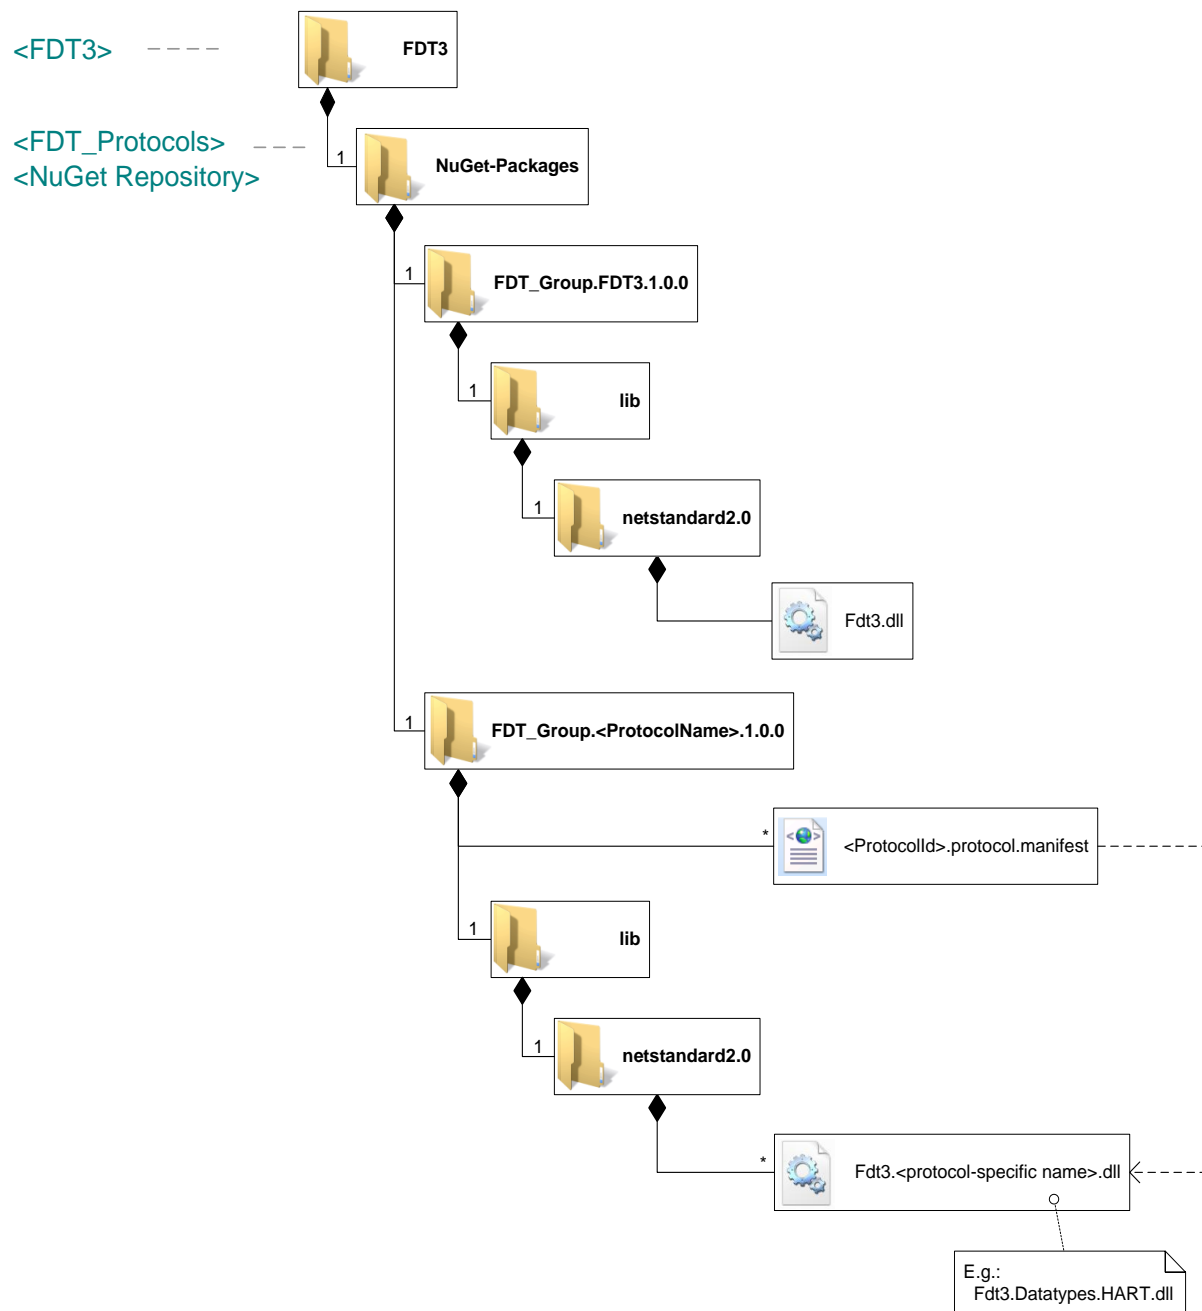 <FDT3>
FDT3
<FDT_Protocols>
<NuGet Repository>
1
NuGet-Packages
1
FDT_Group.FDT3.1.0.0
1
lib
1
netstandard2.0
Fdt3.dll
1
FDT_Group.<ProtocolName>.1.0.0
*
<ProtocolId>.protocol.manifest
1
lib
1
netstandard2.0
*
Fdt3.<protocol-specific name>.dll
E.g.:
Fdt3.Datatypes.HART.dll